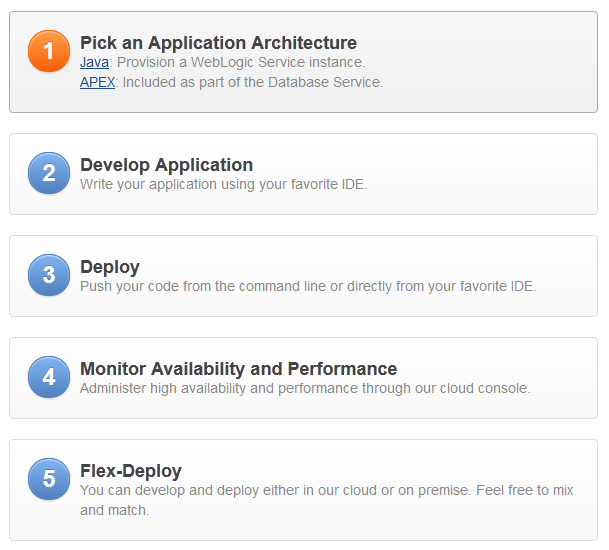 1
Pick an Application Architecture
Java: Provision a WebLogic Service instance.
APEX: Included as part of the Database Service.
2
Develop Application
Write your application using your favorite IDE.
3
Deploy
Push your code from the command line or directly from your favorite IDE.
4
Monitor Availability and Performance
Administer high availability and performance through our cloud console.
5
Flex-Deploy
You can develop and deploy either in our cloud or on premise. Feel free to mix
and match.